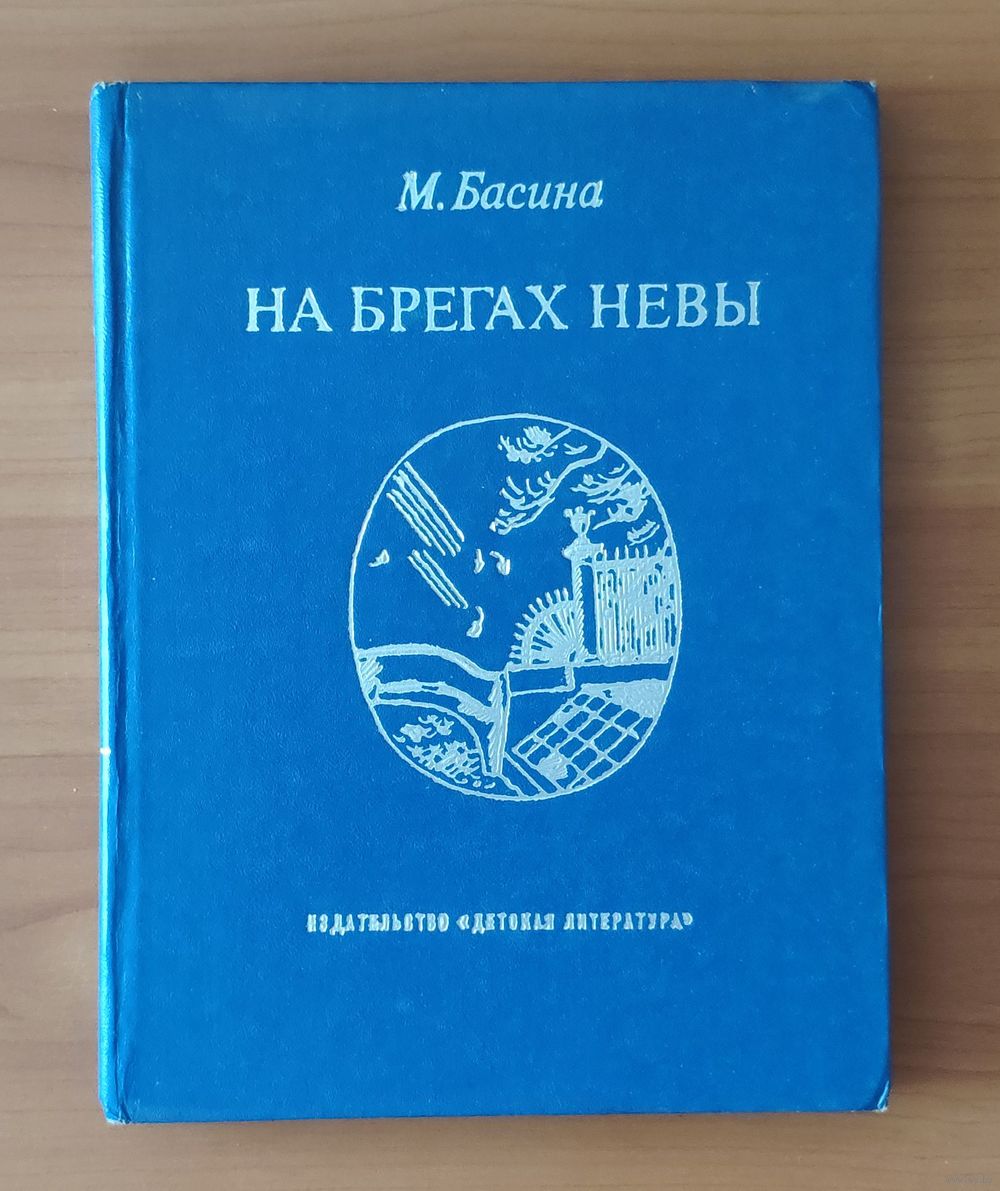 М. Басина
НА БРЕГАХ НЕВЫ
ИЗДАТЕЛЬСТВО «ДЕТСКАЯ ЛИТЕРАТУРА»